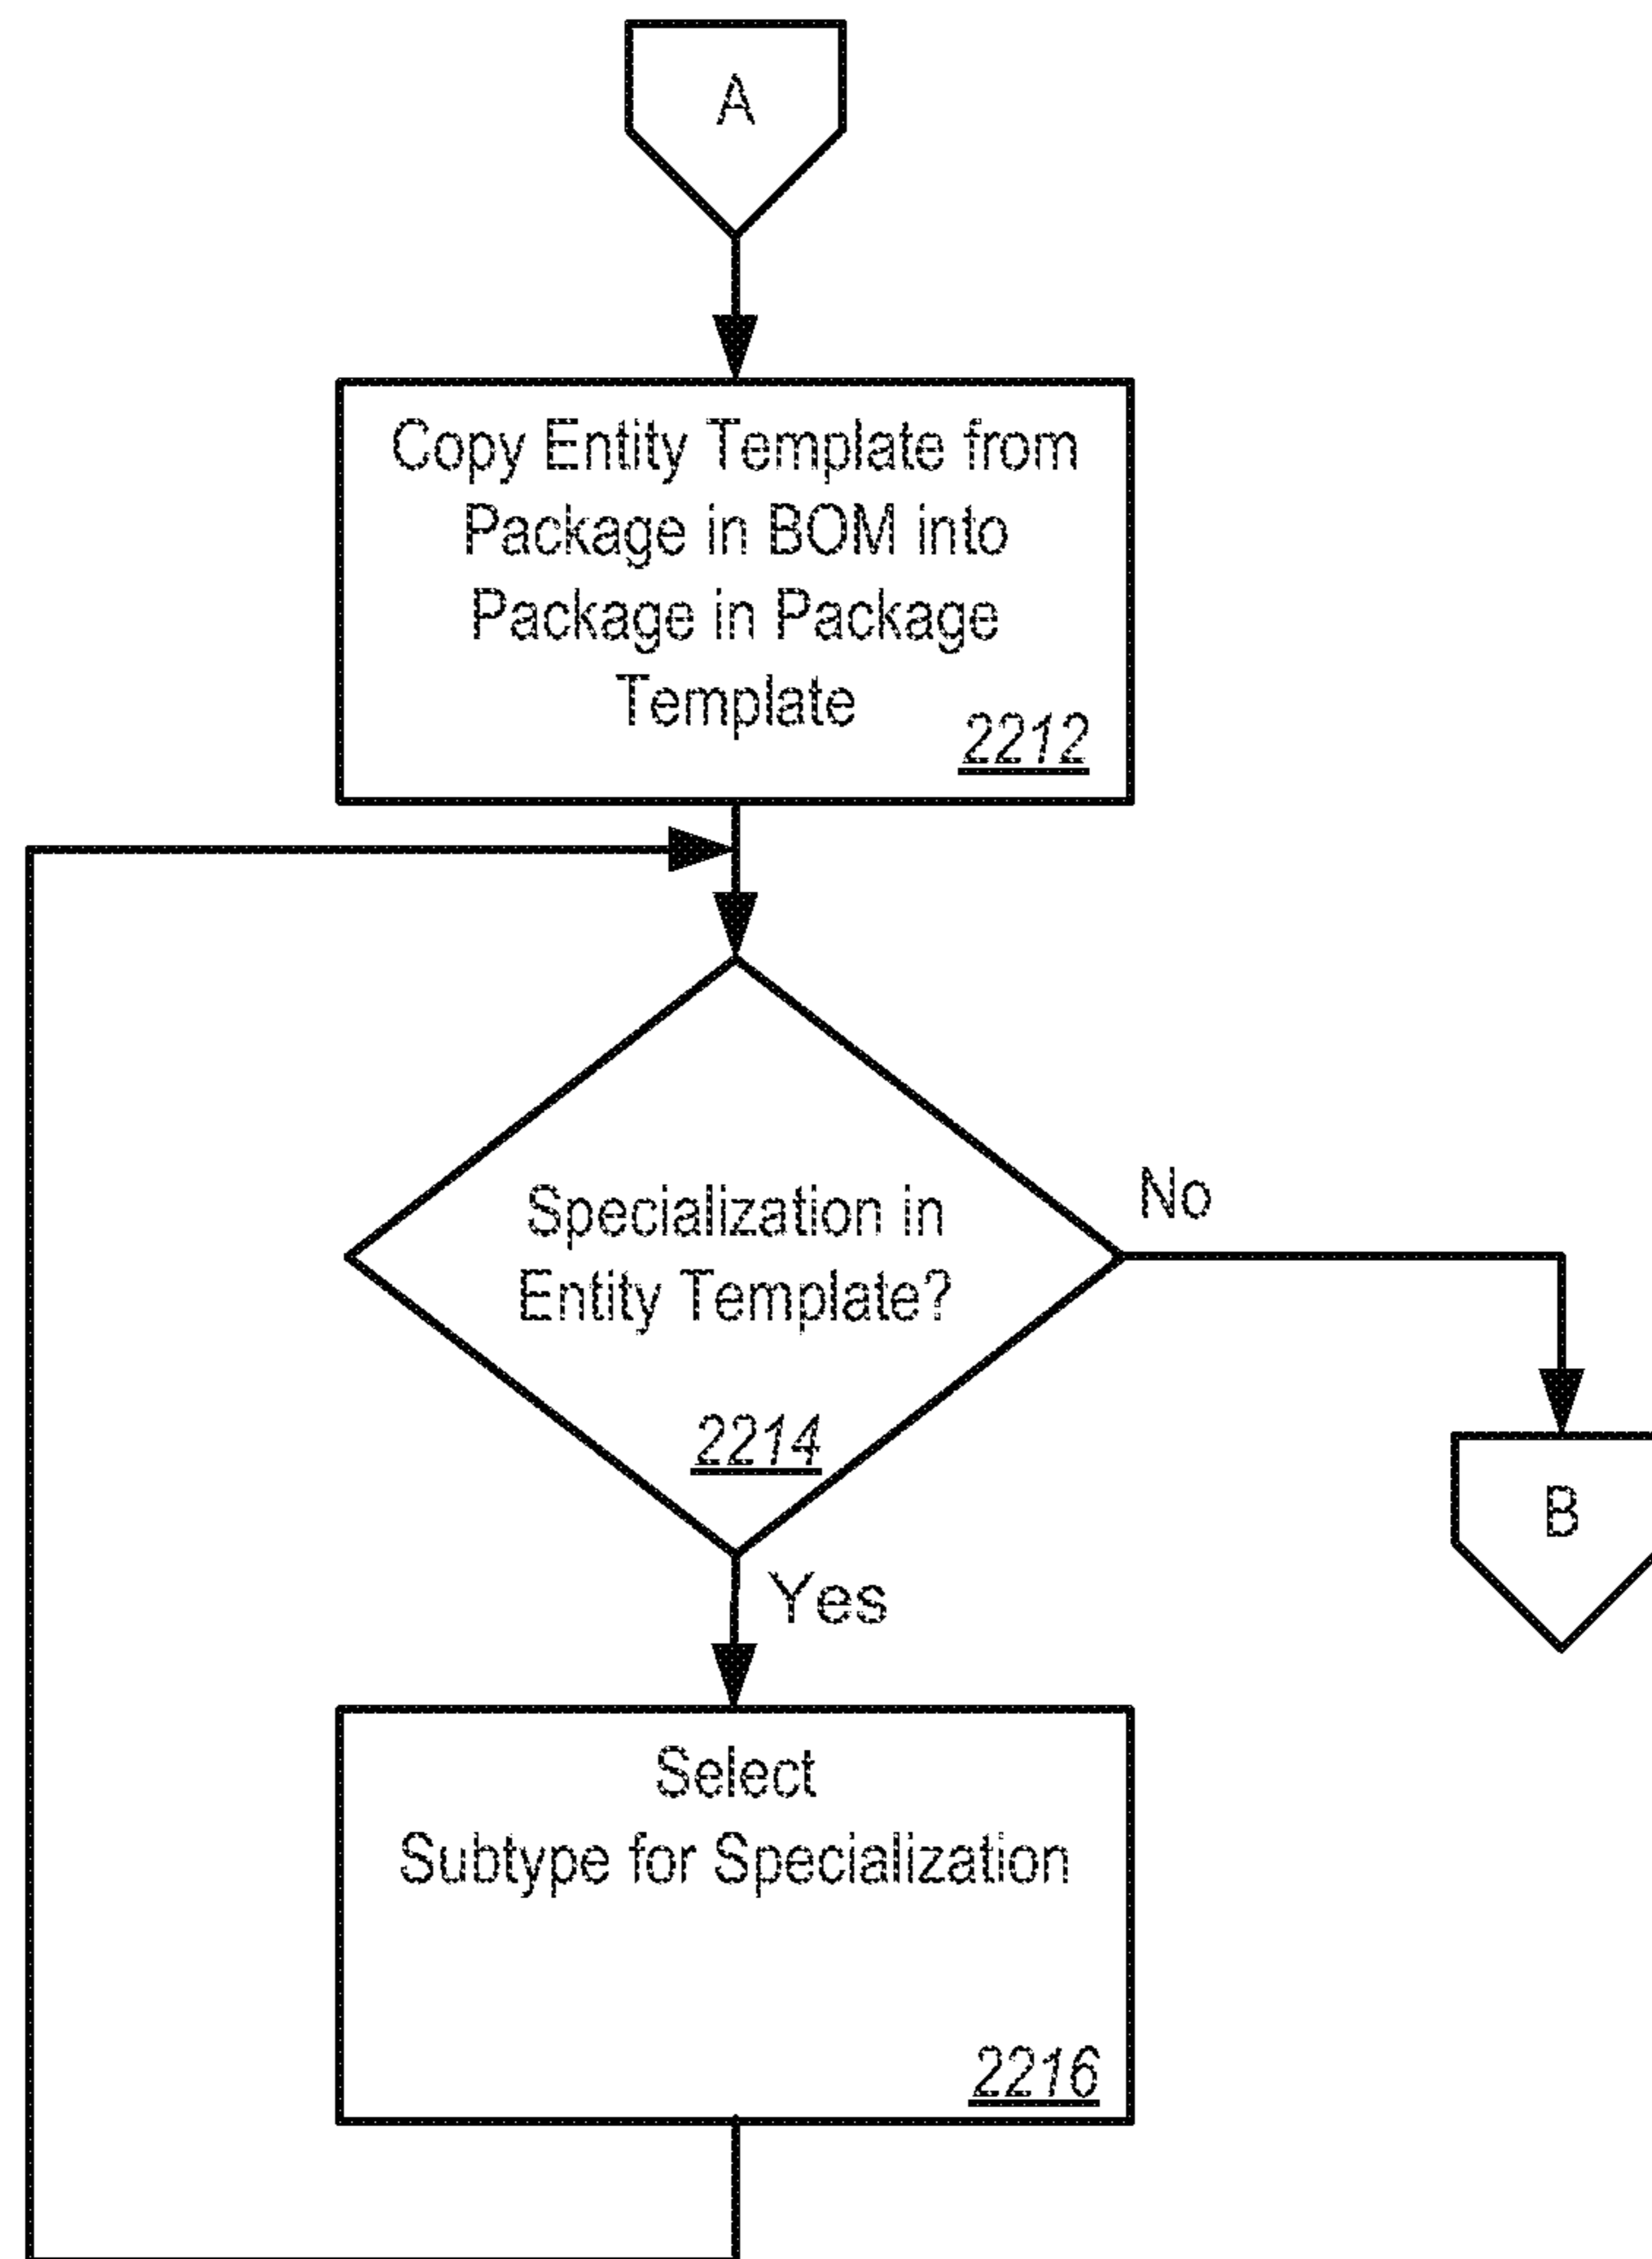 A
Copy Entity Template from
Package in BOM into
Package in Package
Template
2212
Specialization in
Entity Template?
2214
No
B
Yes
Select
Subtype for Specialization
2216